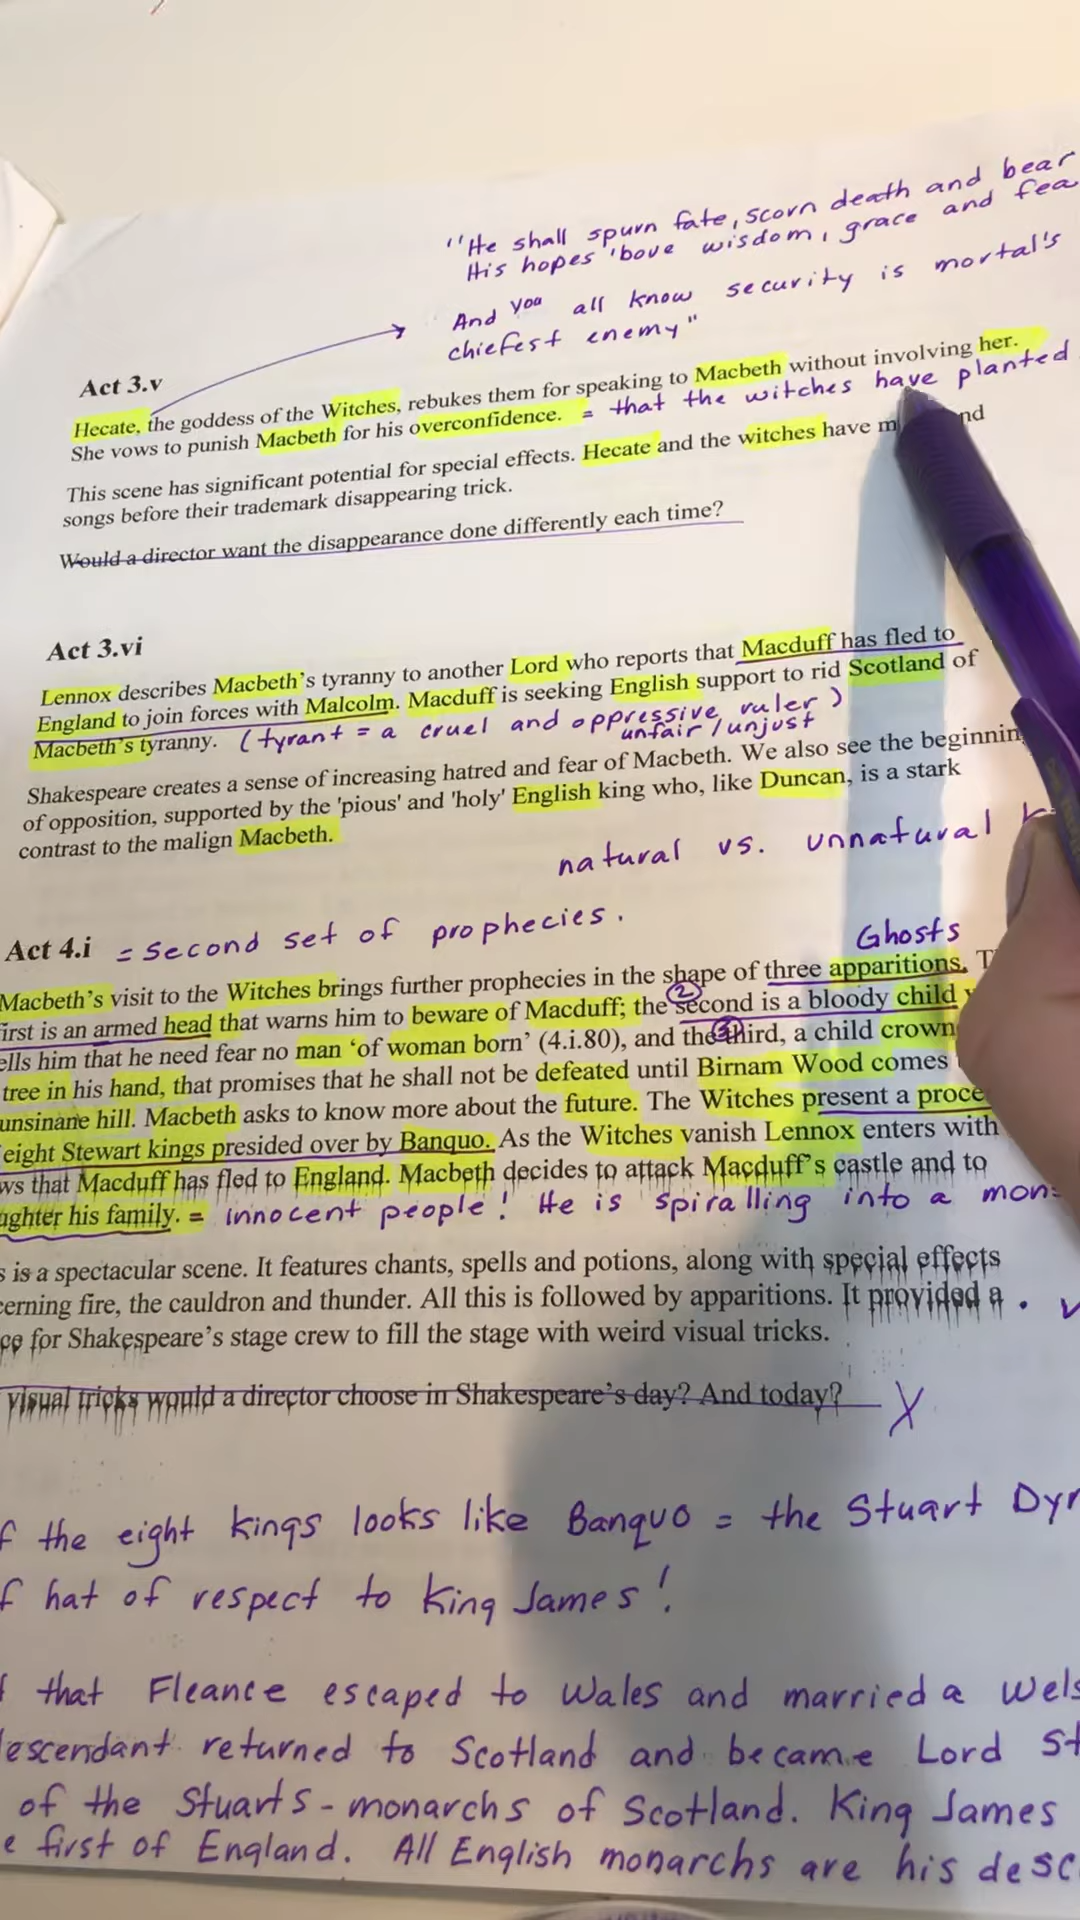 "He shall spurn fate, scorn death and bear
His hopes 'bove wisdom, grace and fea
And you all know security is mortal's
chiefest enemy"
Act 3.v
Hecate, the goddess of the Witches, rebukes them for speaking to Macbeth without involving her.
She vows to punish Macbeth for his overconfidence. = that the witches have planted
This scene has significant potential for special effects. Hecate and the witches have m nd
songs before their trademark disappearing trick.
Would a director want the disappearance done differently each time?
Act 3.vi
Lennox describes Macbeth's tyranny to another Lord who reports that Macduff has fled to
England to join forces with Malcolm. Macduff is seeking English support to rid Scotland of
Macbeth's tyranny. (tyrant = a cruel and oppressive ruler)
unfair/unjust
Shakespeare creates a sense of increasing hatred and fear of Macbeth. We also see the beginnin
of opposition, supported by the 'pious' and 'holy' English king who, like Duncan, is a stark
contrast to the malign Macbeth.
natural vs. unnatural
Act 4.i = second set of prophecies.
Ghosts
Macbeth's visit to the Witches brings further prophecies in the shape of three apparitions. T
irst is an armed head that warns him to beware of Macduff; the second is a bloody child
2
ells him that he need fear no man 'of woman born' (4.i.80), and the third, a child crown
3
tree in his hand, that promises that he shall not be defeated until Birnam Wood comes
unsinane hill. Macbeth asks to know more about the future. The Witches present a proce
eight Stewart kings presided over by Banquo. As the Witches vanish Lennox enters with
ws that Macduff has fled to England. Macbeth decides to attack Macduff's castle and to
ughter his family. = innocent people! He is spiralling into a mon
s is a spectacular scene. It features chants, spells and potions, along with special effects
cerning fire, the cauldron and thunder. All this is followed by apparitions. It provided a .
ce for Shakespeare's stage crew to fill the stage with weird visual tricks.
visual tricks would a director choose in Shakespeare's day? And today? X
f the eight kings looks like Banquo = the Stuart Dyn
f hat of respect to King James!
that Fleance escaped to Wales and married a Wels
descendant returned to Scotland and became Lord St
of the Stuarts - monarchs of Scotland. King James
e first of England. All English monarchs are his desc